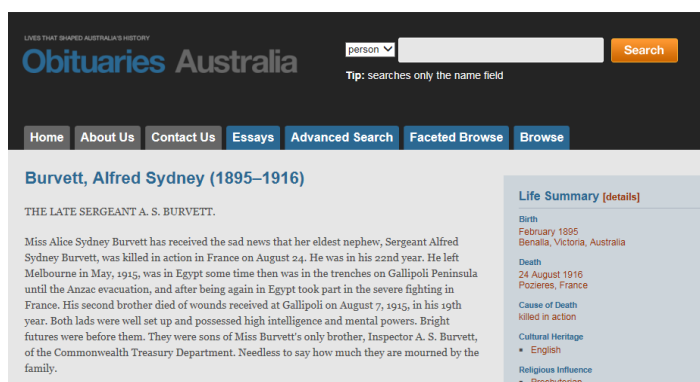 LIVES THAT SHAPED AUSTRALIA'S HISTORY
Obituaries Australia
person
Search
Tip: searches only the name field
Home About Us Contact Us Essays Advanced Search Faceted Browse Browse
Burvett, Alfred Sydney (1895–1916)
THE LATE SERGEANT A. S. BURVETT.
Miss Alice Sydney Burvett has received the sad news that her eldest nephew, Sergeant Alfred
Sydney Burvett, was killed in action in France on August 24. He was in his 22nd year. He left
Melbourne in May, 1915, was in Egypt some time then was in the trenches on Gallipoli Peninsula
until the Anzac evacuation, and after being again in Egypt took part in the severe fighting in
France. His second brother died of wounds received at Gallipoli on August 7, 1915, in his 19th
year. Both lads were well set up and possessed high intelligence and mental powers. Bright
futures were before them. They were sons of Miss Burvett's only brother, Inspector A. S. Burvett,
of the Commonwealth Treasury Department. Needless to say how much they are mourned by the
family.
Life Summary [details]
Birth
February 1895
Benalla, Victoria, Australia
Death
24 August 1916
Pozieres, France
Cause of Death
killed in action
Cultural Heritage
• English
Religious Influence
• Presbyterian